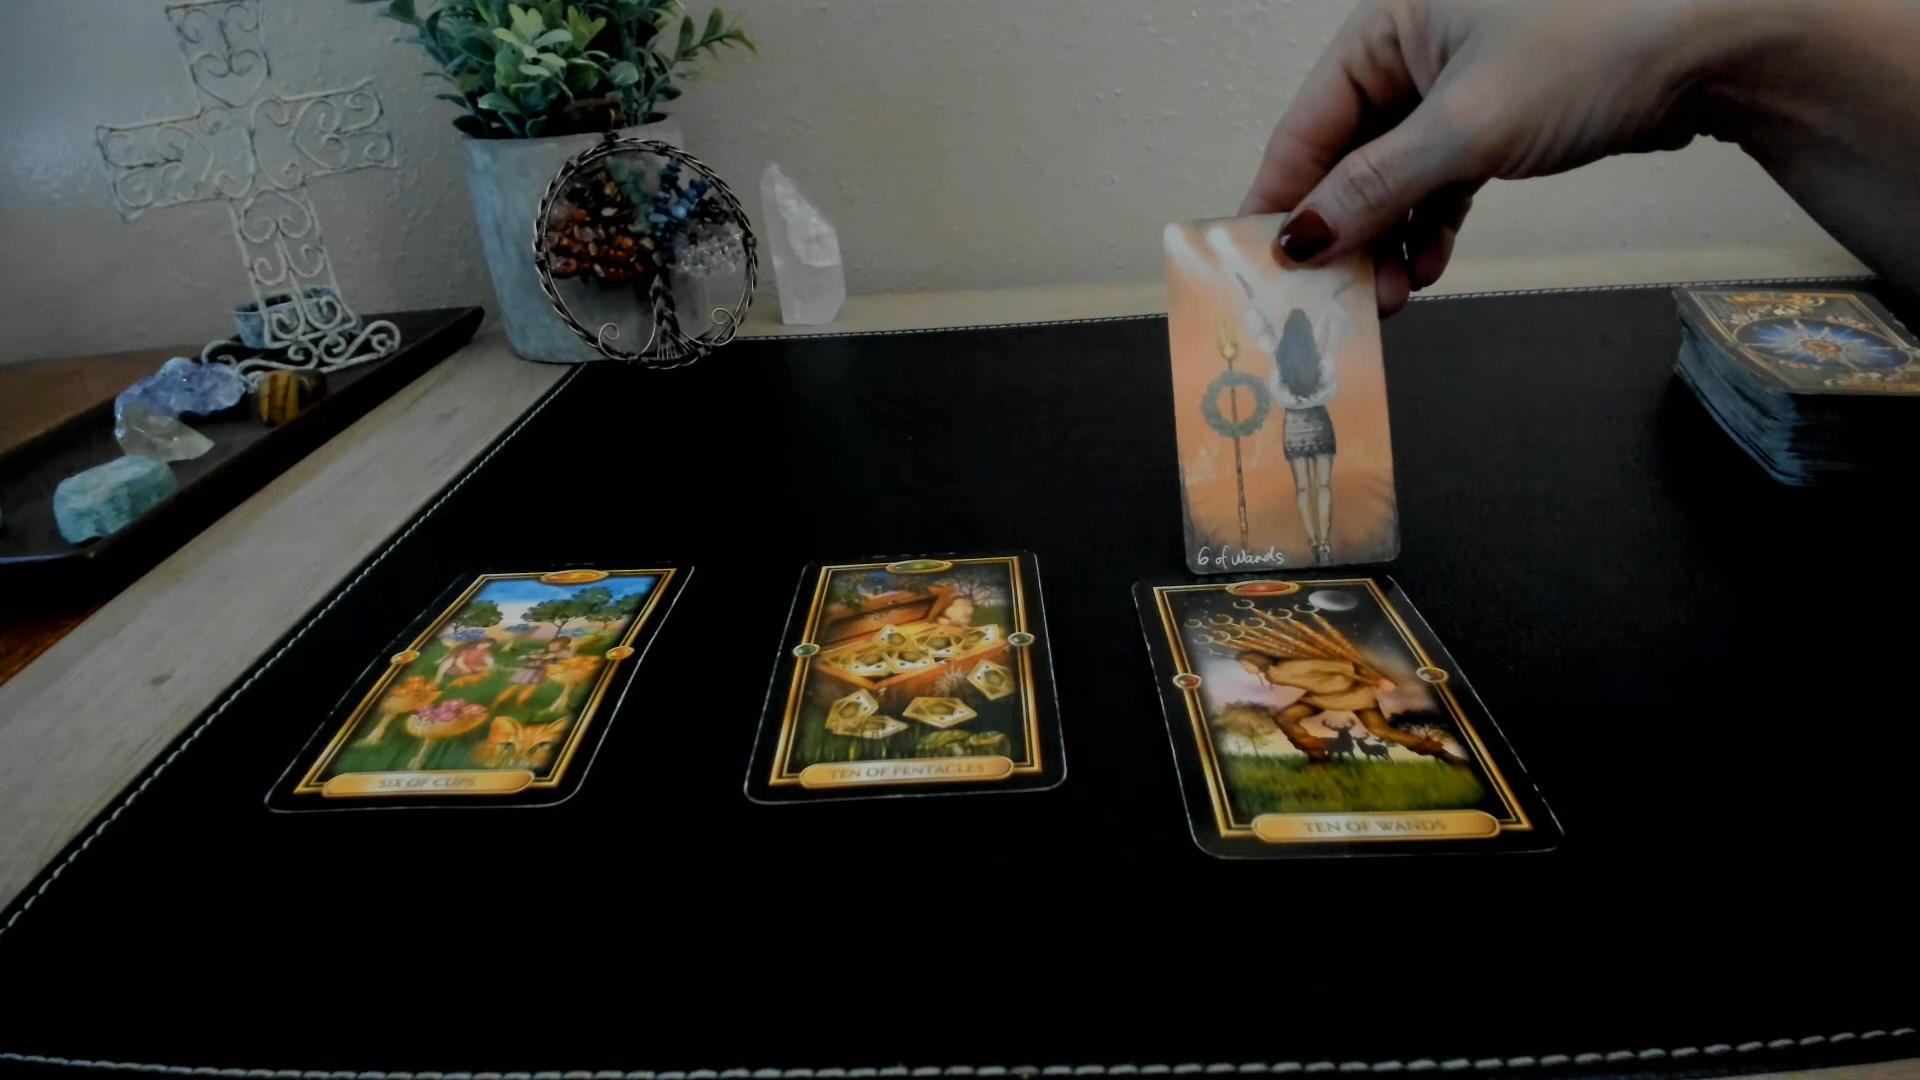 6 of Wands
SIX OF CUPS
TEN OF PENTACLES
TEN OF WANDS